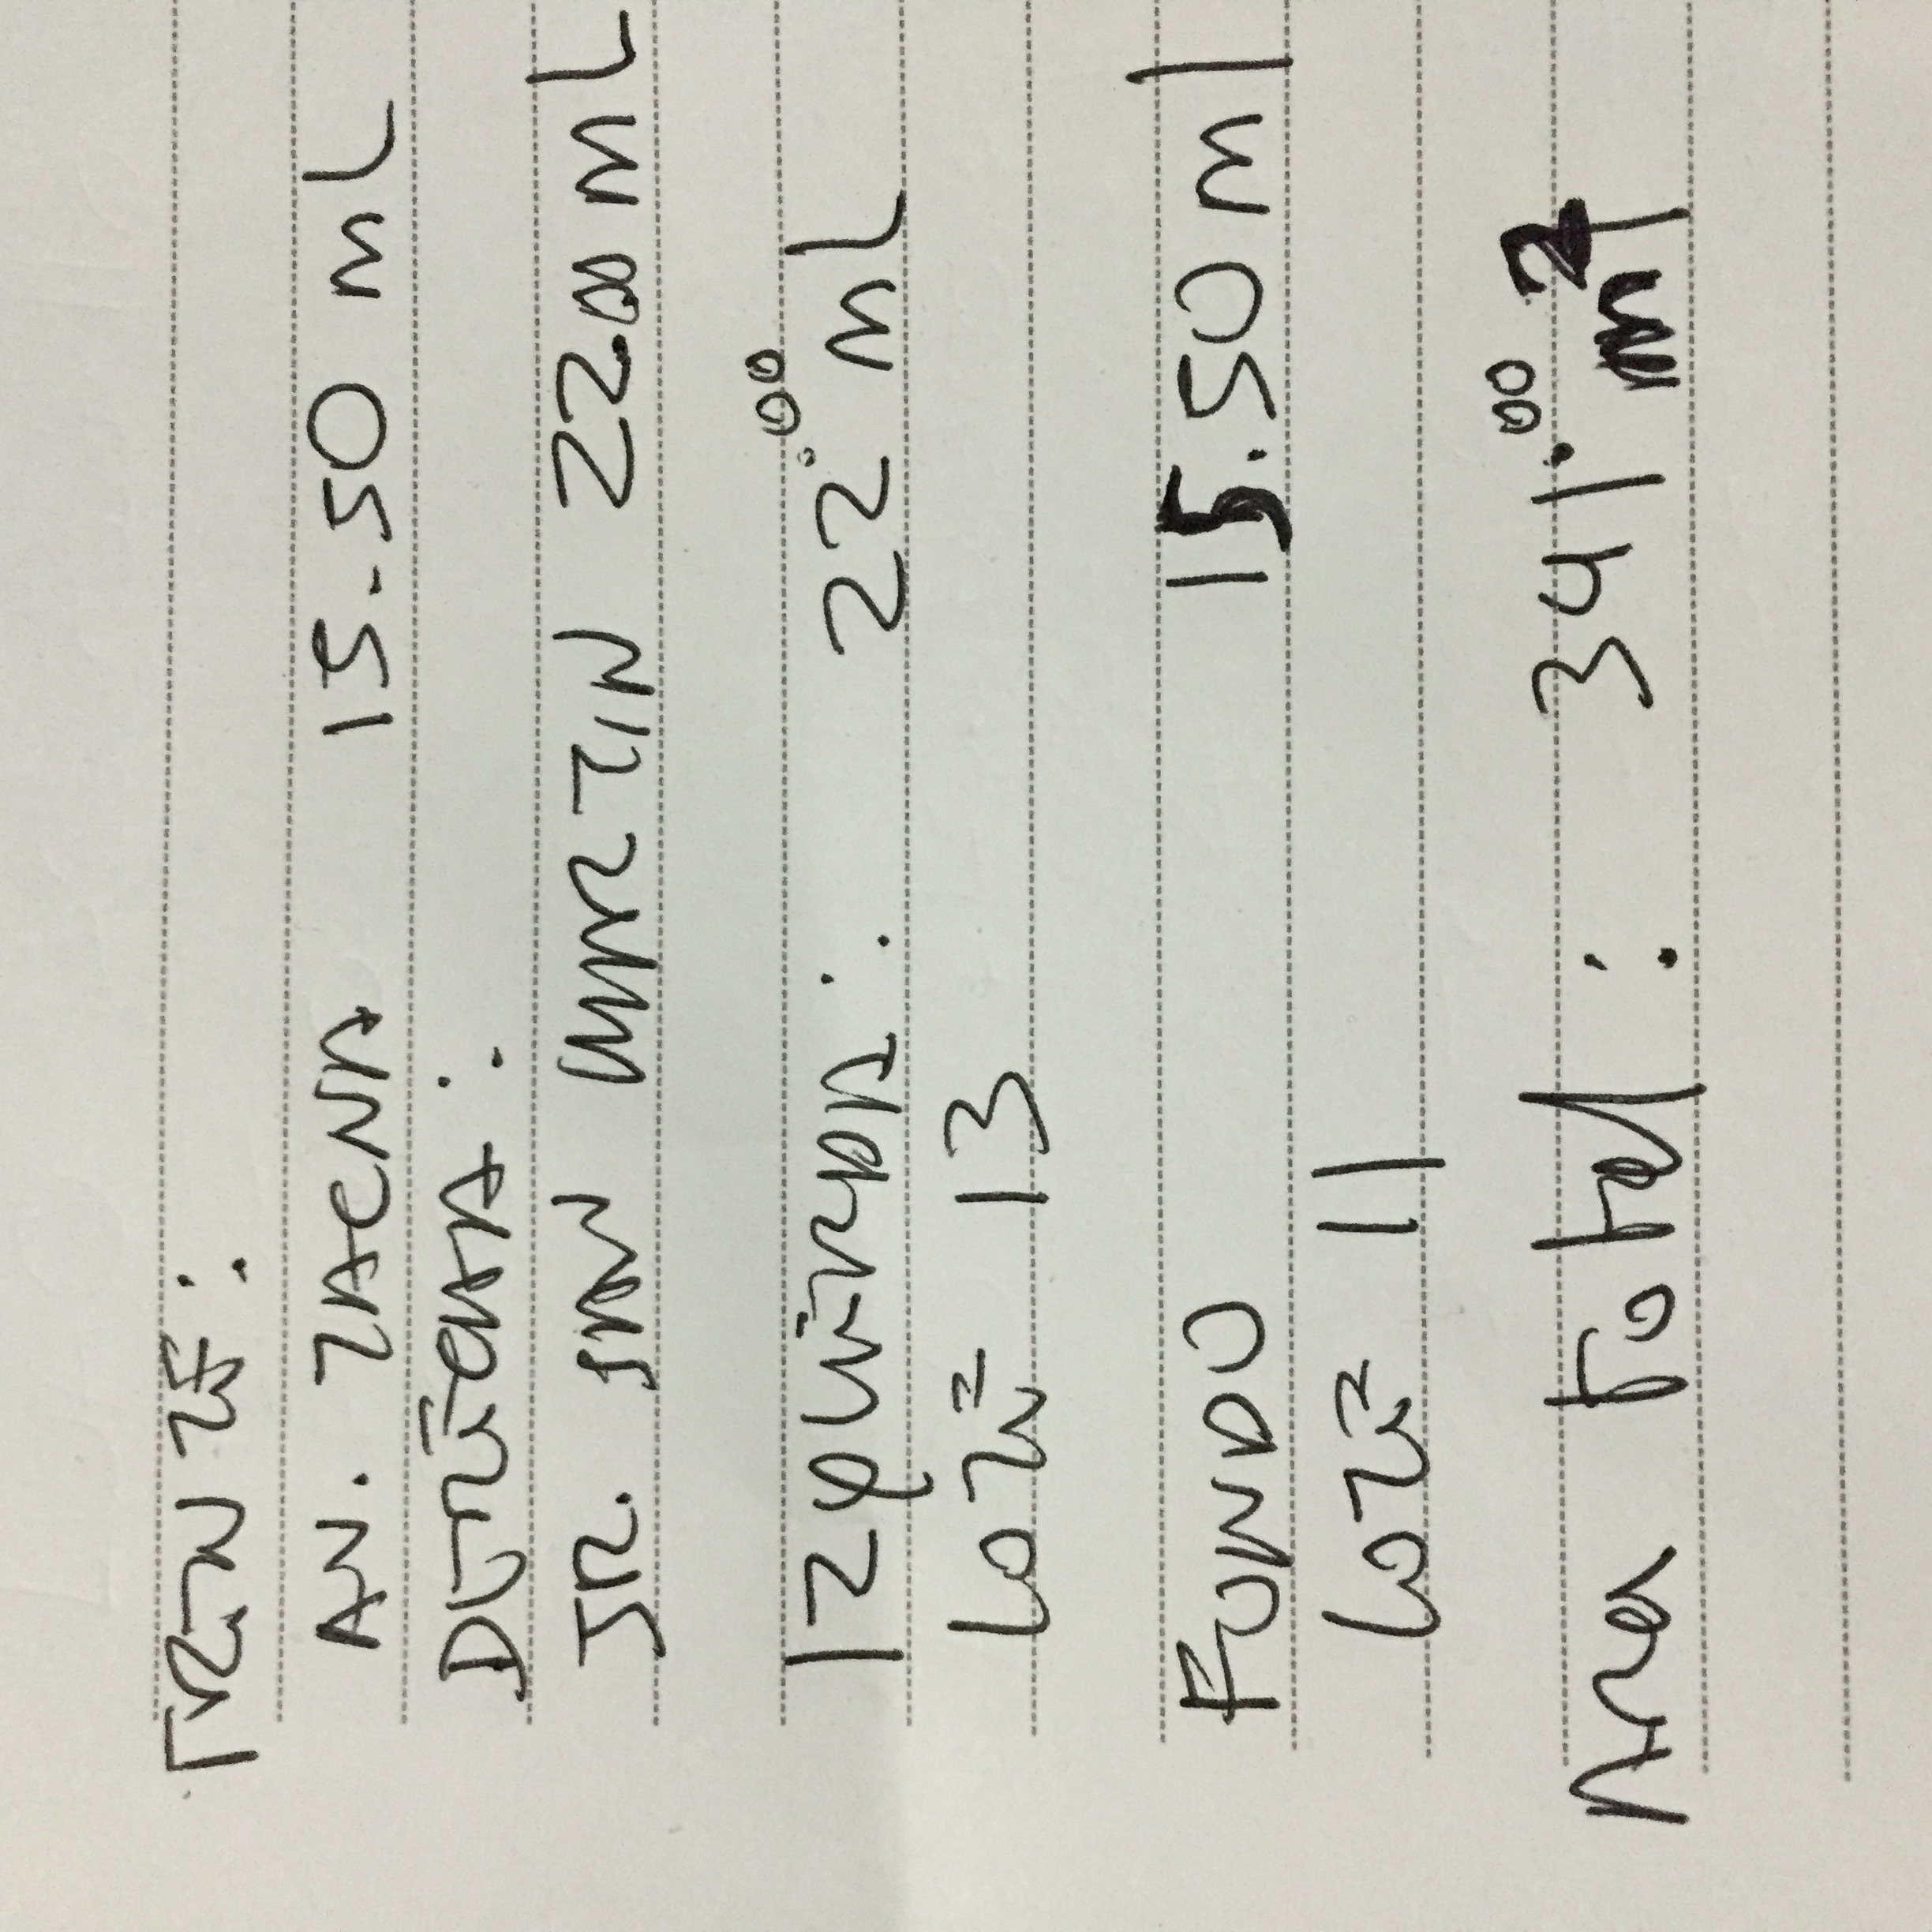 FRENTE:
AV. TACNA 15.50 ML
DERECHA:
JR. SAN MARTIN 22.00 ML
IZQUIERDA: 22.00 ML
LOTE 13
FONDO 15.50 ml
LOTE 11
Area total: 341.00 m2